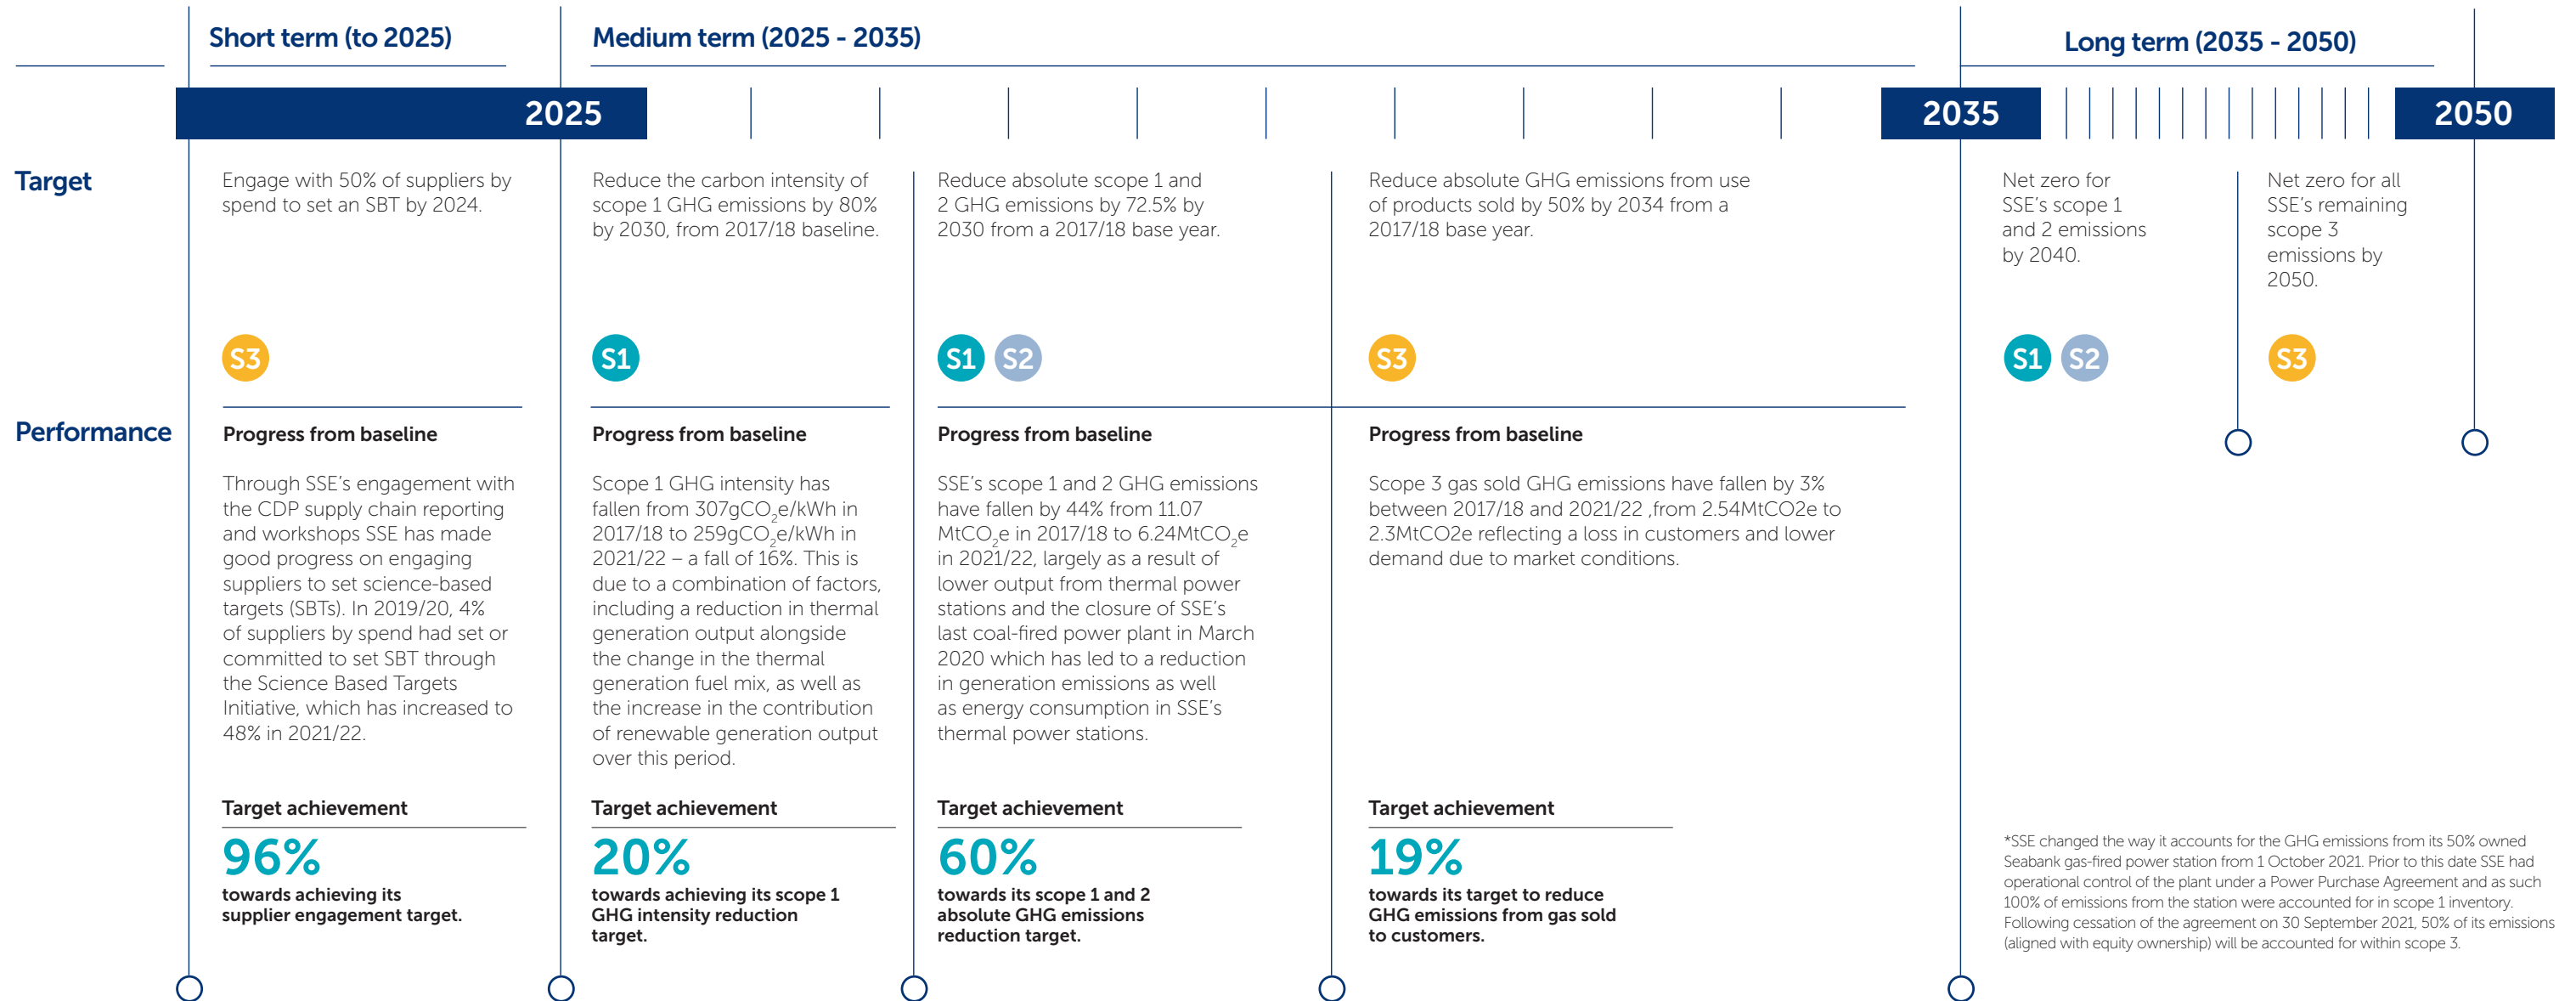 Short term (to 2025)
Medium term (2025 - 2035)
Long term (2035 - 2050)
2025
2035
2050
Target
Engage with 50% of suppliers by
spend to set an SBT by 2024.
S3
Reduce the carbon intensity of
scope 1 GHG emissions by 80%
by 2030, from 2017/18 baseline.
S1
Reduce absolute scope 1 and
2 GHG emissions by 72.5% by
2030 from a 2017/18 base year.
S1 S2
Reduce absolute GHG emissions from use
of products sold by 50% by 2034 from a
2017/18 base year.
S3
Net zero for
SSE's scope 1
and 2 emissions
by 2040.
S1 S2
Net zero for all
SSE's remaining
scope 3
emissions by
2050.
S3
Performance
Progress from baseline
Through SSE's engagement with
the CDP supply chain reporting
and workshops SSE has made
good progress on engaging
suppliers to set science-based
targets (SBTs). In 2019/20, 4%
of suppliers by spend had set or
committed to set SBT through
the Science Based Targets
Initiative, which has increased to
48% in 2021/22.
Target achievement
96%
towards achieving its
supplier engagement target.
Progress from baseline
Scope 1 GHG intensity has
fallen from 307gCO₂e/kWh in
2017/18 to 259gCO₂e/kWh in
2021/22 – a fall of 16%. This is
due to a combination of factors,
including a reduction in thermal
generation output alongside
the change in the thermal
generation fuel mix, as well as
the increase in the contribution
of renewable generation output
over this period.
Target achievement
20%
towards achieving its scope 1
GHG intensity reduction
target.
Progress from baseline
SSE's scope 1 and 2 GHG emissions
have fallen by 44% from 11.07
MtCO₂e in 2017/18 to 6.24MtCO₂e
in 2021/22, largely as a result of
lower output from thermal power
stations and the closure of SSE's
last coal-fired power plant in March
2020 which has led to a reduction
in generation emissions as well
as energy consumption in SSE's
thermal power stations.
Target achievement
60%
towards its scope 1 and 2
absolute GHG emissions
reduction target.
Progress from baseline
Scope 3 gas sold GHG emissions have fallen by 3%
between 2017/18 and 2021/22 ,from 2.54MtCO2e to
2.3MtCO2e reflecting a loss in customers and lower
demand due to market conditions.
Target achievement
19%
towards its target to reduce
GHG emissions from gas sold
to customers.
*SSE changed the way it accounts for the GHG emissions from its 50% owned
Seabank gas-fired power station from 1 October 2021. Prior to this date SSE had
operational control of the plant under a Power Purchase Agreement and as such
100% of emissions from the station were accounted for in scope 1 inventory.
Following cessation of the agreement on 30 September 2021, 50% of its emissions
(aligned with equity ownership) will be accounted for within scope 3.